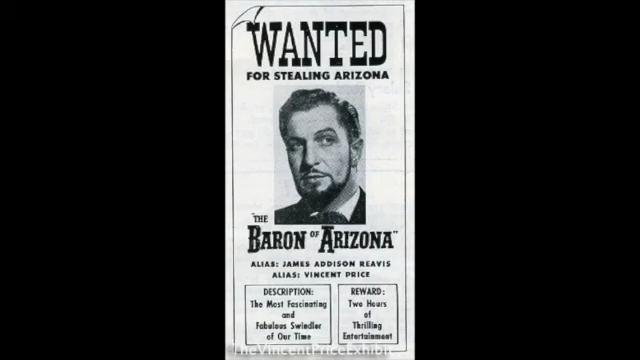 WANTED
FOR STEALING ARIZONA
"THE
BARON OF ARIZONA"
ALIAS: JAMES ADDISON REAVIS
ALIAS: VINCENT PRICE
DESCRIPTION:
The Most Fascinating
and
Fabulous Swindler
of Our Time
REWARD:
Two Hours
of
Thrilling
Entertainment
TheVincentPriceExhibit